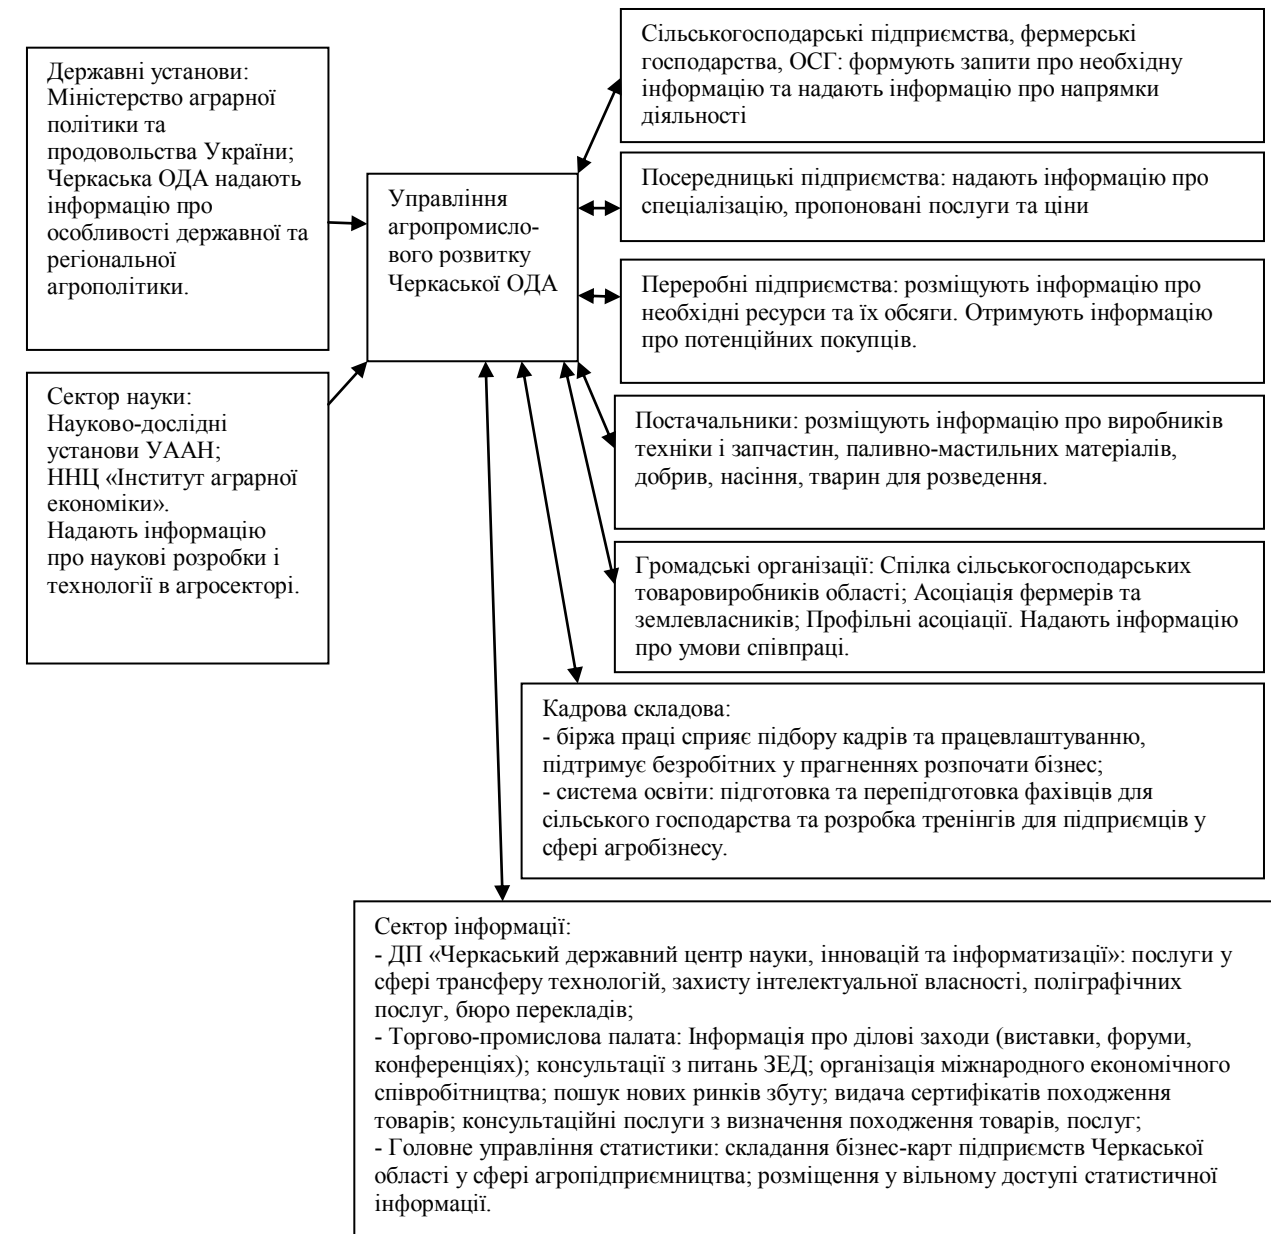 Державні установи:
Міністерство аграрної
політики та
продовольства України;
Черкаська ОДА надають
інформацію про
особливості державної та
регіональної
агрополітики.
Сектор науки:
Науково-дослідні
установи УААН;
ННЦ «Інститут аграрної
економіки».
Надають інформацію
про наукові розробки і
технології в агросекторі.
Управління
агропромисло-
вого розвитку
Черкаської ОДА
Сільськогосподарські підприємства, фермерські
господарства, ОСГ: формують запити про необхідну
інформацію та надають інформацію про напрямки
діяльності
Посередницькі підприємства: надають інформацію про
спеціалізацію, пропоновані послуги та ціни
Переробні підприємства: розміщують інформацію про
необхідні ресурси та їх обсяги. Отримують інформацію
про потенційних покупців.
Постачальники: розміщують інформацію про виробників
техніки і запчастин, паливно-мастильних матеріалів,
добрив, насіння, тварин для розведення.
Громадські організації: Спілка сільськогосподарських
товаровиробників області; Асоціація фермерів та
землевласників; Профільні асоціації. Надають інформацію
про умови співпраці.
Кадрова складова:
- біржа праці сприяє підбору кадрів та працевлаштуванню,
підтримує безробітних у прагненнях розпочати бізнес;
- система освіти: підготовка та перепідготовка фахівців для
сільського господарства та розробка тренінгів для підприємців у
сфері агробізнесу.
Сектор інформації:
- ДП «Черкаський державний центр науки, інновацій та інформатизації»: послуги у
сфері трансферу технологій, захисту інтелектуальної власності, поліграфічних
послуг, бюро перекладів;
- Торгово-промислова палата: Інформація про ділові заходи (виставки, форуми,
конференціях); консультації з питань ЗЕД; організація міжнародного економічного
співробітництва; пошук нових ринків збуту; видача сертифікатів походження
товарів; консультаційні послуги з визначення походження товарів, послуг;
- Головне управління статистики: складання бізнес-карт підприємств Черкаської
області у сфері агропідприємництва; розміщення у вільному доступі статистичної
інформації.